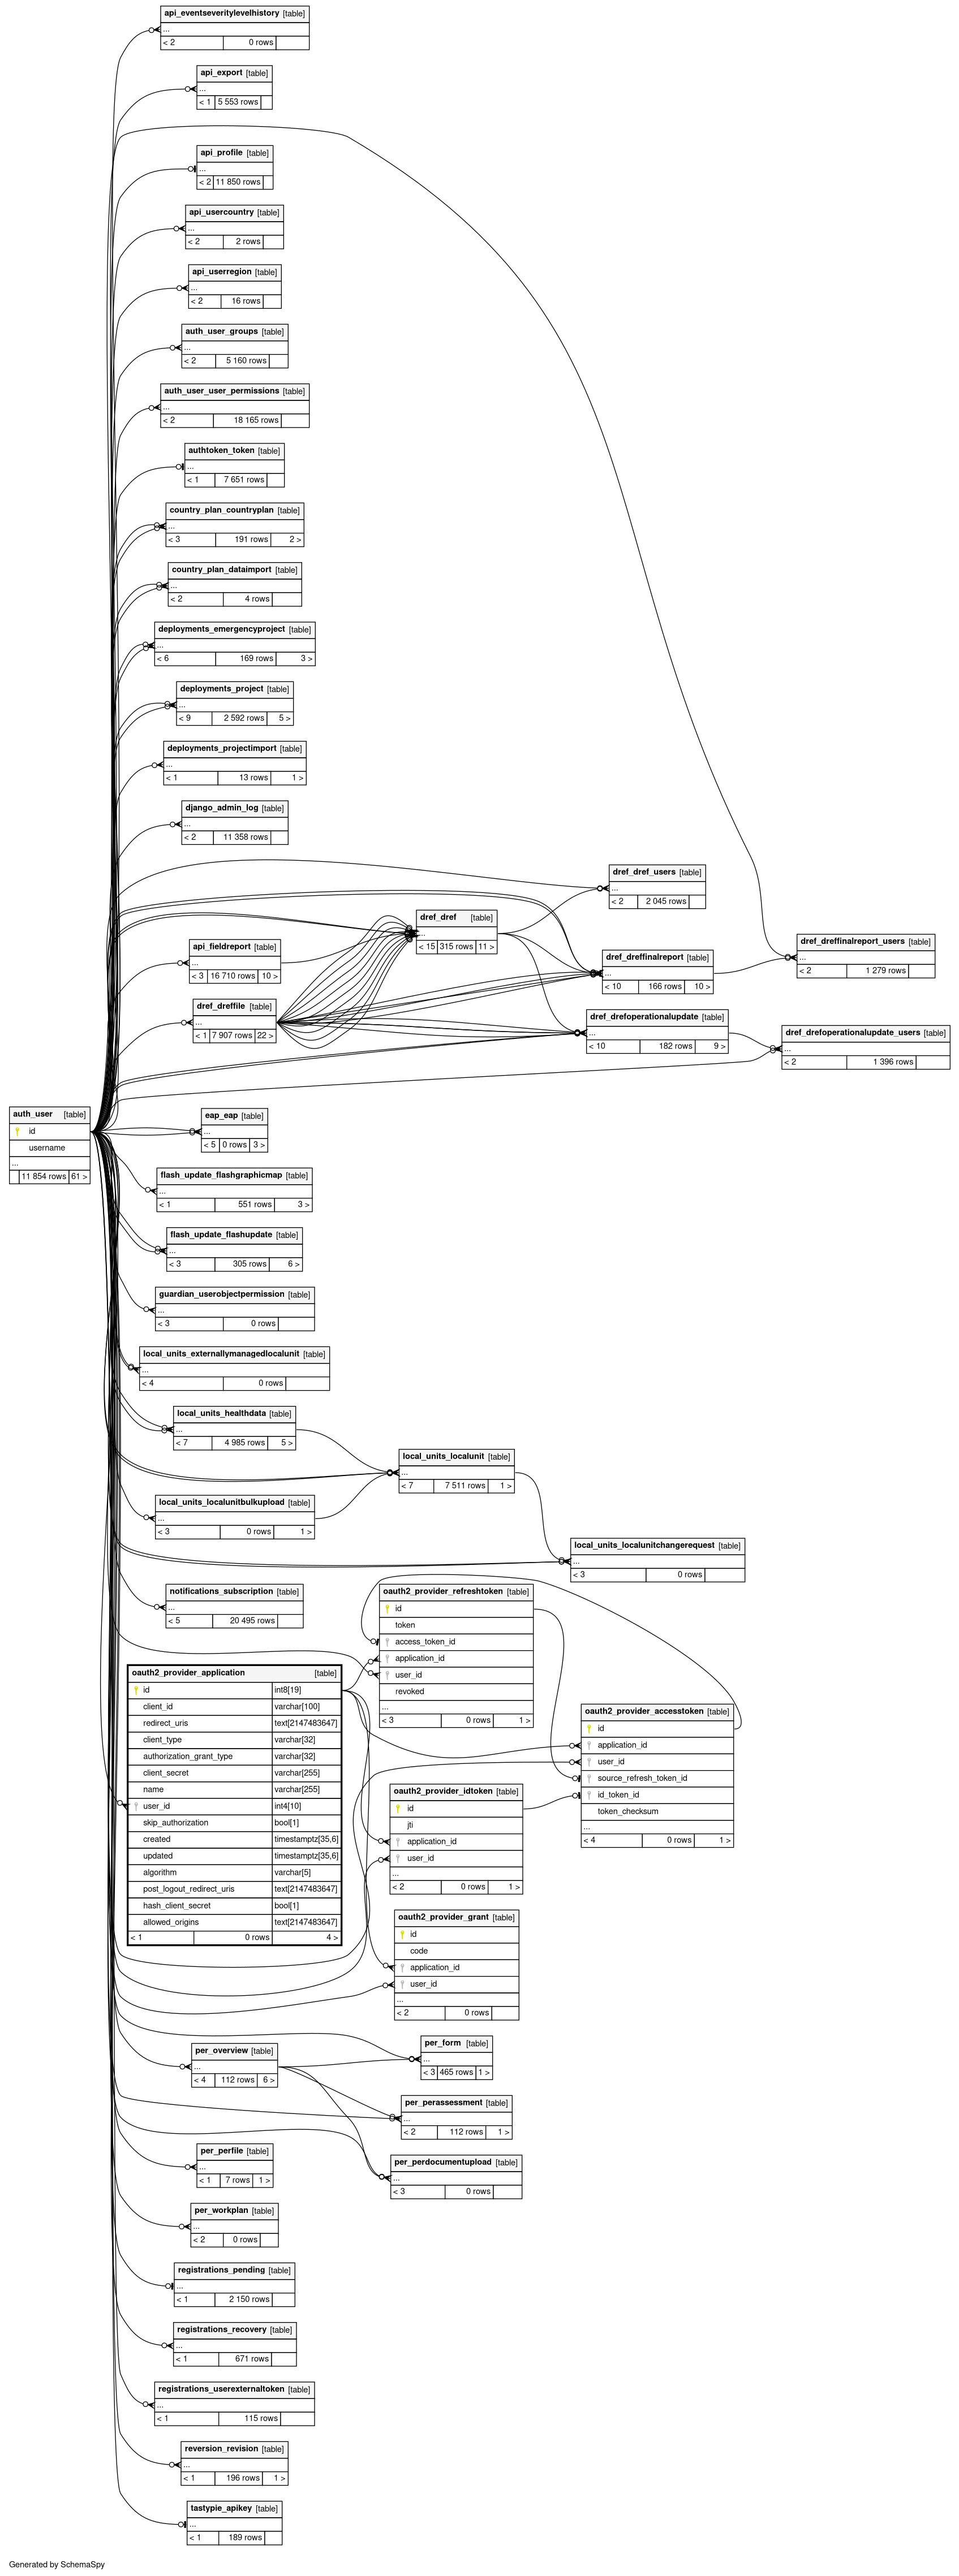 api_eventseveritylevelhistory [table]
...
< 2 0 rows
api_export [table]
...
< 1 5 553 rows
api_profile [table]
...
< 2 11 850 rows
api_usercountry [table]
...
< 2 2 rows
api_userregion [table]
...
< 2 16 rows
auth_user_groups [table]
...
< 2 5 160 rows
auth_user_user_permissions [table]
...
< 2 18 165 rows
authtoken_token [table]
...
< 1 7 651 rows
country_plan_countryplan [table]
...
< 3 191 rows 2 >
country_plan_dataimport [table]
...
< 2 4 rows
deployments_emergencyproject [table]
...
< 6 169 rows 3 >
deployments_project [table]
...
< 9 2 592 rows 5 >
deployments_projectimport [table]
...
< 1 13 rows 1 >
django_admin_log [table]
...
< 2 11 358 rows
dref_dref_users [table]
...
< 2 2 045 rows
dref_dref [table]
...
< 15 315 rows 11 >
dref_dreffinalreport_users [table]
...
< 2 1 279 rows
api_fieldreport [table]
...
< 3 16 710 rows 10 >
dref_dreffinalreport [table]
...
< 10 166 rows 10 >
dref_dreffile [table]
...
< 1 7 907 rows 22 >
dref_drefoperationalupdate [table]
...
< 10 182 rows 9 >
dref_drefoperationalupdate_users [table]
...
< 2 1 396 rows
auth_user [table]
id
username
...
11 854 rows 61 >
eap_eap [table]
...
< 5 0 rows 3 >
flash_update_flashgraphicmap [table]
...
< 1 551 rows 3 >
flash_update_flashupdate [table]
...
< 3 305 rows 6 >
guardian_userobjectpermission [table]
...
< 3 0 rows
local_units_externallymanagedlocalunit [table]
...
< 4 0 rows
local_units_healthdata [table]
...
< 7 4 985 rows 5 >
local_units_localunit [table]
...
< 7 7 511 rows 1 >
local_units_localunitbulkupload [table]
...
< 3 0 rows 1 >
local_units_localunitchangerequest [table]
...
< 3 0 rows
notifications_subscription [table]
...
< 5 20 495 rows
oauth2_provider_refreshtoken [table]
id
token
access_token_id
application_id
user_id
revoked
...
< 3 0 rows 1 >
oauth2_provider_application [table]
id int8[19]
client_id varchar[100]
redirect_uris text[2147483647]
client_type varchar[32]
authorization_grant_type varchar[32]
client_secret varchar[255]
name varchar[255]
user_id int4[10]
skip_authorization bool[1]
created timestamptz[35,6]
updated timestamptz[35,6]
algorithm varchar[5]
post_logout_redirect_uris text[2147483647]
hash_client_secret bool[1]
allowed_origins text[2147483647]
< 1 0 rows 4 >
oauth2_provider_accesstoken [table]
id
application_id
user_id
source_refresh_token_id
id_token_id
token_checksum
...
< 4 0 rows 1 >
oauth2_provider_idtoken [table]
id
jti
application_id
user_id
...
< 2 0 rows 1 >
oauth2_provider_grant [table]
id
code
application_id
user_id
...
< 2 0 rows
per_form [table]
...
< 3 465 rows 1 >
per_overview [table]
...
< 4 112 rows 6 >
per_perassessment [table]
...
< 2 112 rows 1 >
per_perfile [table]
...
< 1 7 rows 1 >
per_perdocumentupload [table]
...
< 3 0 rows
per_workplan [table]
...
< 2 0 rows
registrations_pending [table]
...
< 1 2 150 rows
registrations_recovery [table]
...
< 1 671 rows
registrations_userexternaltoken [table]
...
< 1 115 rows
reversion_revision [table]
...
< 1 196 rows 1 >
tastypie_apikey [table]
...
< 1 189 rows
Generated by SchemaSpy